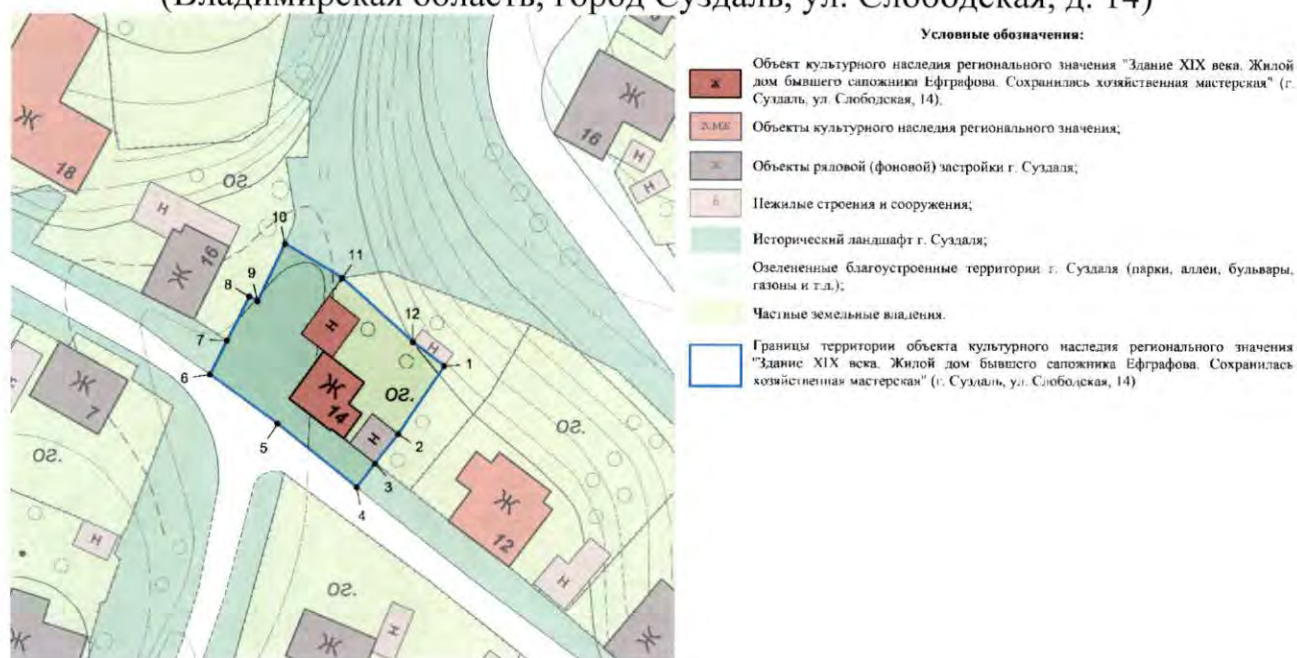 (Владимирская область, город Суздаль, ул. Слободская, д. 14)
Условные обозначения:
Ж
Объект культурного наследия регионального значения "Здание XIX века. Жилой
дом бывшего сапожника Ефграфова. Сохранилась хозяйственная мастерская" (г.
Суздаль, ул. Слободская, 14);
Объекты культурного наследия регионального значения;
Ж
Объекты рядовой (фоновой) застройки г. Суздаля;
Нежилые строения и сооружения;
Исторический ландшафт г. Суздаля;
Озелененные благоустроенные территории г. Суздаля (парки, аллеи, бульвары,
газоны и т.д.);
Частные земельные владения.
Границы территории объекта культурного наследия регионального значения
"Здание XIX века. Жилой дом бывшего сапожника Ефграфова. Сохранилась
хозяйственная мастерская" (г. Суздаль, ул. Слободская, 14)
Ж
18
ог.
Ж
16
н
н
н
Ж
16
10
11
9
8
7
6
12
1
н
н
Ж
14
ог.
н
2
3
5
4
Ж
7
ог.
н
ог.
Ж
12
н
ог.
Ж
н
Ж
Ж